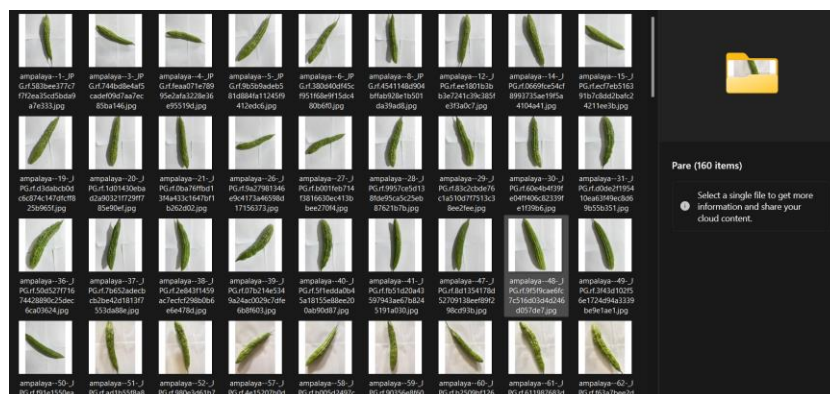 ampalaya--1-_JP
G.rf.583bee377c7
f7f2ea35cd5bda9
a7e333.jpg
ampalaya--3-_JP
G.rf.744bd8e4af5
cadef09d7aa7ec
85ba146.jpg
ampalaya--4-_JP
G.rf.feaa071e789
95e2afa3228e36
e95519d.jpg
ampalaya--5-_JP
G.rf.9b5b9adeb5
81d884fa11245f9
412edc6.jpg
ampalaya--6-_JP
G.rf.380d40df45c
f951f68e9f15dc4
80b6f0.jpg
ampalaya--8-_JP
G.rf.4541148d904
bffab928e1b501
da39ad8.jpg
ampalaya--12-_J
PG.rf.ee1801b3b
b3e7241c39c385f
e3f3a0c7.jpg
ampalaya--14-_J
PG.rf.0669fce54cf
8993735ae19f5a
4104a41.jpg
ampalaya--15-_J
PG.rf.ecf7eb5163
91b7c8dd2bafc2
4211ee3b.jpg
ampalaya--19-_J
PG.rf.d3dabcb0d
c6c874c147dfcff8
25b965f.jpg
ampalaya--20-_J
PG.rf.1d01430eba
d2a90321f729ff7
85e90ef.jpg
ampalaya--21-_J
PG.rf.0ba76ffbd1
3f4a433c1647bf1
b262d02.jpg
ampalaya--26-_J
PG.rf.9a27981346
e9c4173a46598d
17156373.jpg
ampalaya--27-_J
PG.rf.b001feb714
f3816630ec413b
bee270f4.jpg
ampalaya--28-_J
PG.rf.9957ce5d13
8fde95ca5c25eb
87621b7b.jpg
ampalaya--29-_J
PG.rf.83c2cbde76
c1a510d7f7513c3
8ee2fee.jpg
ampalaya--30-_J
PG.rf.60e4b4f39f
e04ff406c82339f
e1f39b6.jpg
ampalaya--31-_J
PG.rf.d0de2f1954
10ea63f49ec8d6
9b55b351.jpg
ampalaya--36-_J
PG.rf.50d527f716
74428890c25dec
6ca03624.jpg
ampalaya--37-_J
PG.rf.7b652adecb
cb2be42d1813f7
553da88e.jpg
ampalaya--38-_J
PG.rf.2e843f1459
ac7ecfcf298b0b6
e6e478d.jpg
ampalaya--39-_J
PG.rf.07b214e534
9a24ac0029c7dfe
6b8f603.jpg
ampalaya--40-_J
PG.rf.5f1edda0b4
5a18155e88ee20
0ab90d87.jpg
ampalaya--41-_J
PG.rf.fb51d20a43
597943ae67b824
5191a030.jpg
ampalaya--47-_J
PG.rf.8d1354178d
52709138eef89f2
98cd93b.jpg
ampalaya--48-_J
PG.rf.9f5f9cae6fc
7c516d03d4d246
d057de7.jpg
ampalaya--49-_J
PG.rf.3f43d102f5
6e1724d94a3339
be9e1ae1.jpg
ampalaya--50-_J
ampalaya--51-_J
ampalaya--52-_J
ampalaya--57-_J
ampalaya--58-_J
ampalaya--59-_J
ampalaya--60-_J
ampalaya--61-_J
ampalaya--62-_J
Pare (160 items)
Select a single file to get more
information and share your
cloud content.